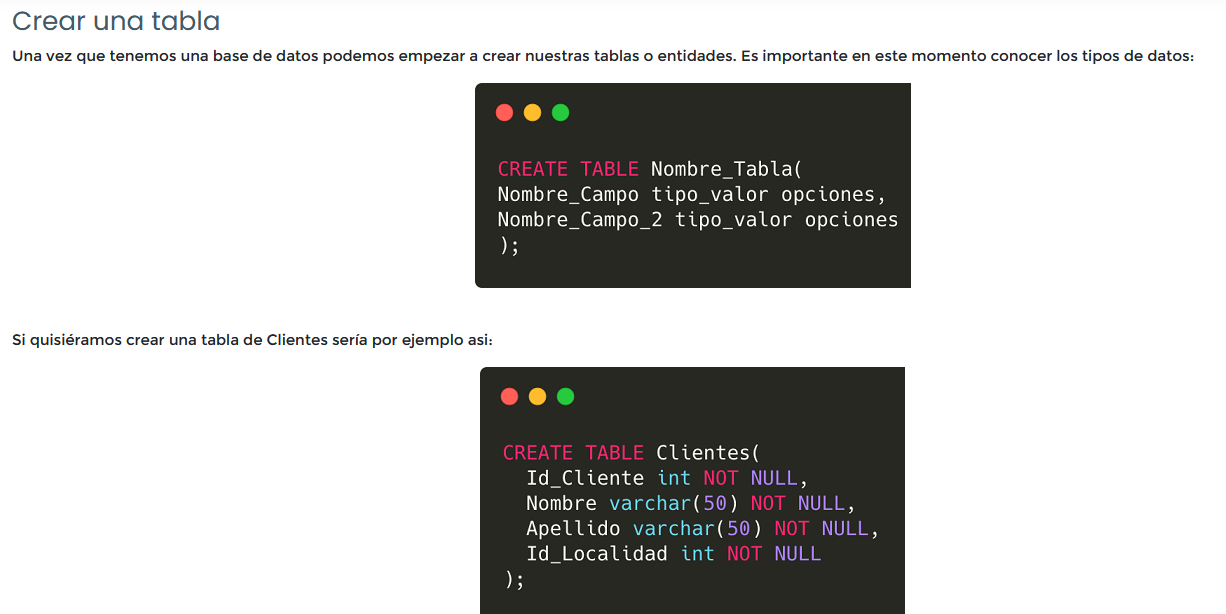 Crear una tabla
Una vez que tenemos una base de datos podemos empezar a crear nuestras tablas o entidades. Es importante en este momento conocer los tipos de datos:
CREATE TABLE Nombre_Tabla(
Nombre_Campo tipo_valor opciones,
Nombre_Campo_2 tipo_valor opciones
);
Si quisiéramos crear una tabla de Clientes sería por ejemplo asi:
CREATE TABLE Clientes(
  Id_Cliente int NOT NULL,
  Nombre varchar(50) NOT NULL,
  Apellido varchar(50) NOT NULL,
  Id_Localidad int NOT NULL
);